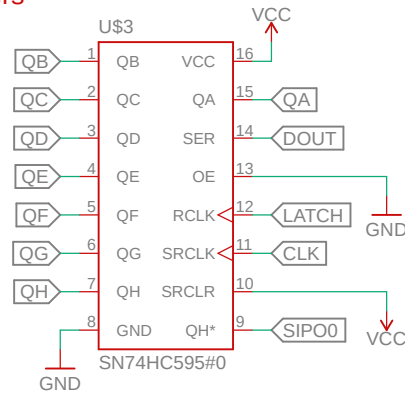 rs
U$3
VCC
QB 1 QB VCC 16
QC 2 QC QA 15 QA
QD 3 QD SER 14 DOUT
QE 4 QE OE 13
QF 5 QF RCLK 12 LATCH
GND
QG 6 QG SRCLK 11 CLK
QH 7 QH SRCLR 10
8 GND QH* 9 SIPO0
VCC
SN74HC595#0
GND